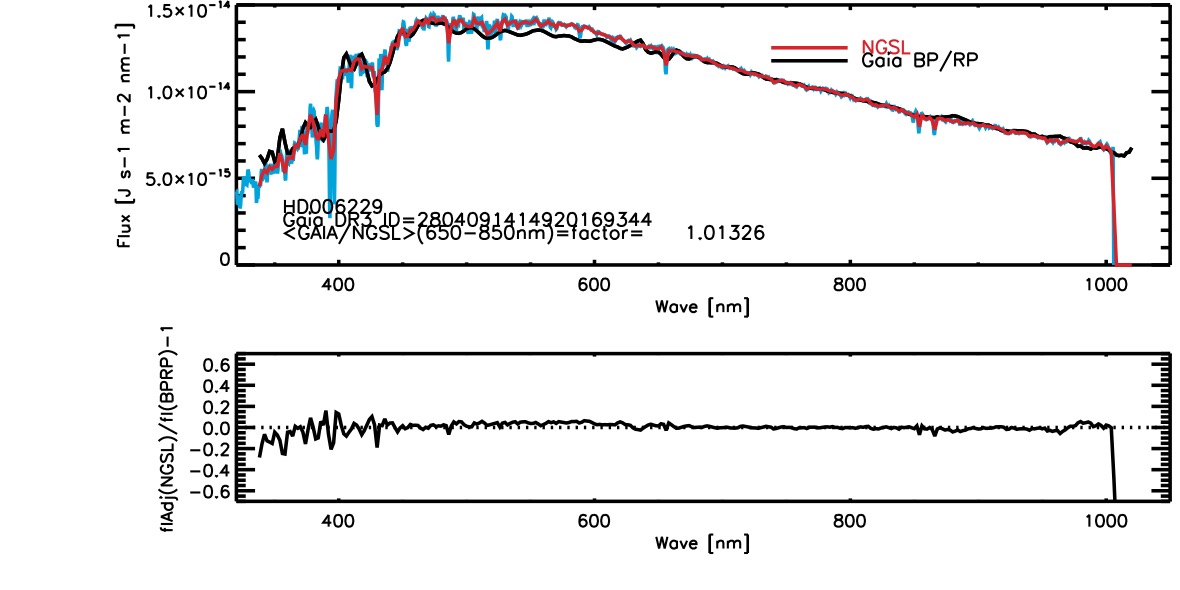 1.5×10−14
1.0×10−14
5.0×10−15
0
Flux [J s−1 m−2 nm−1]
NGSL
Gaia BP/RP
HD006229
Gaia DR3 ID=2804091414920169344
<GAIA/NGSL>(650−850nm)=factor= 1.01326
400 600 800 1000
Wave [nm]
flAdj(NGSL)/fl(BPRP)−1
0.6
0.4
0.2
0.0
−0.2
−0.4
−0.6
400 600 800 1000
Wave [nm]